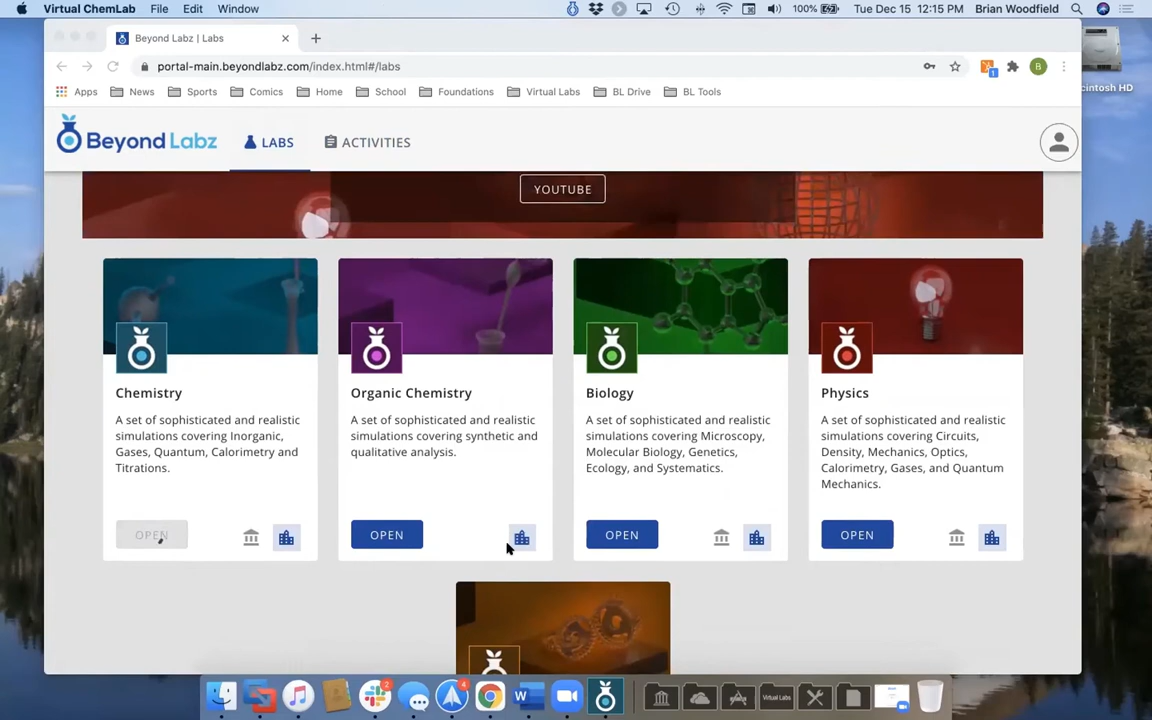 Virtual ChemLab File Edit Window 100% Tue Dec 15 12:15 PM Brian Woodfield
Beyond Labz | Labs
portal-main.beyondlabz.com/index.html#/labs
Apps News Sports Comics Home School Foundations Virtual Labs BL Drive BL Tools
cintosh HD
Beyond Labz LABS ACTIVITIES
YOUTUBE
Chemistry
A set of sophisticated and realistic
simulations covering Inorganic,
Gases, Quantum, Calorimetry and
Titrations.
OPEN
Organic Chemistry
A set of sophisticated and realistic
simulations covering synthetic and
qualitative analysis.
OPEN
Biology
A set of sophisticated and realistic
simulations covering Microscopy,
Molecular Biology, Genetics,
Ecology, and Systematics.
OPEN
Physics
A set of sophisticated and realistic
simulations covering Circuits,
Density, Mechanics, Optics,
Calorimetry, Gases, and Quantum
Mechanics.
OPEN